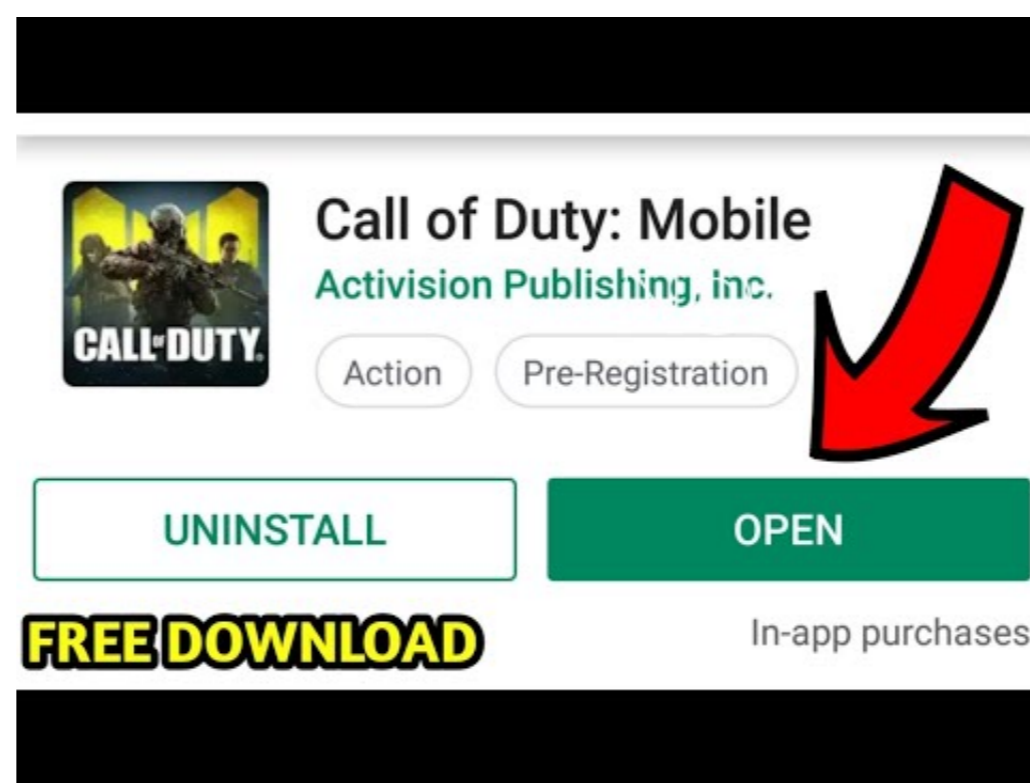 Call of Duty: Mobile
Activision Publishing, Inc.
CALL OF DUTY.
Action
Pre-Registration
UNINSTALL
OPEN
FREE DOWNLOAD
In-app purchases